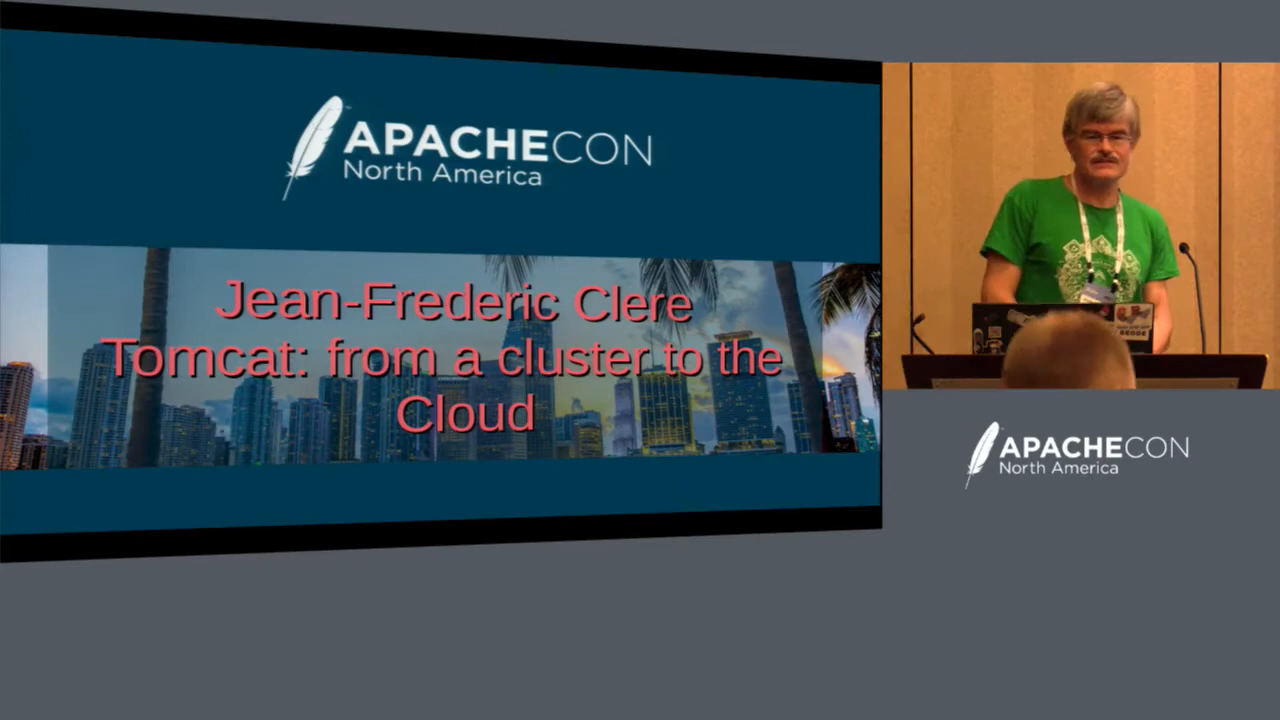 APACHECON
North America
Jean-Frederic Clere
Tomcat: from a cluster to the
Cloud
APACHECON
North America